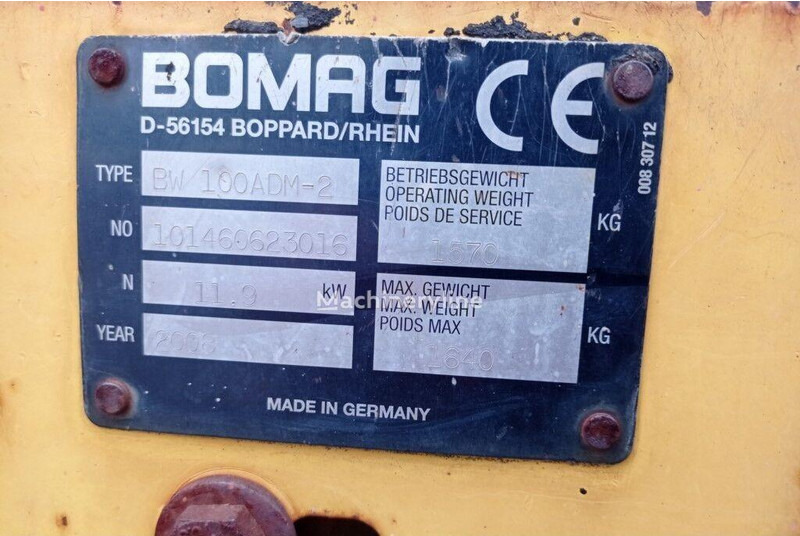 BOMAG CE
D-56154 BOPPARD/RHEIN
TYPE BW 100ADM-2
NO 101460623016
N 11.9 kW
YEAR
BETRIEBSGEWICHT
OPERATING WEIGHT
POIDS DE SERVICE
KG
MAX. GEWICHT
MAX. WEIGHT
POIDS MAX
KG
MADE IN GERMANY
008 307 12
Machineryline